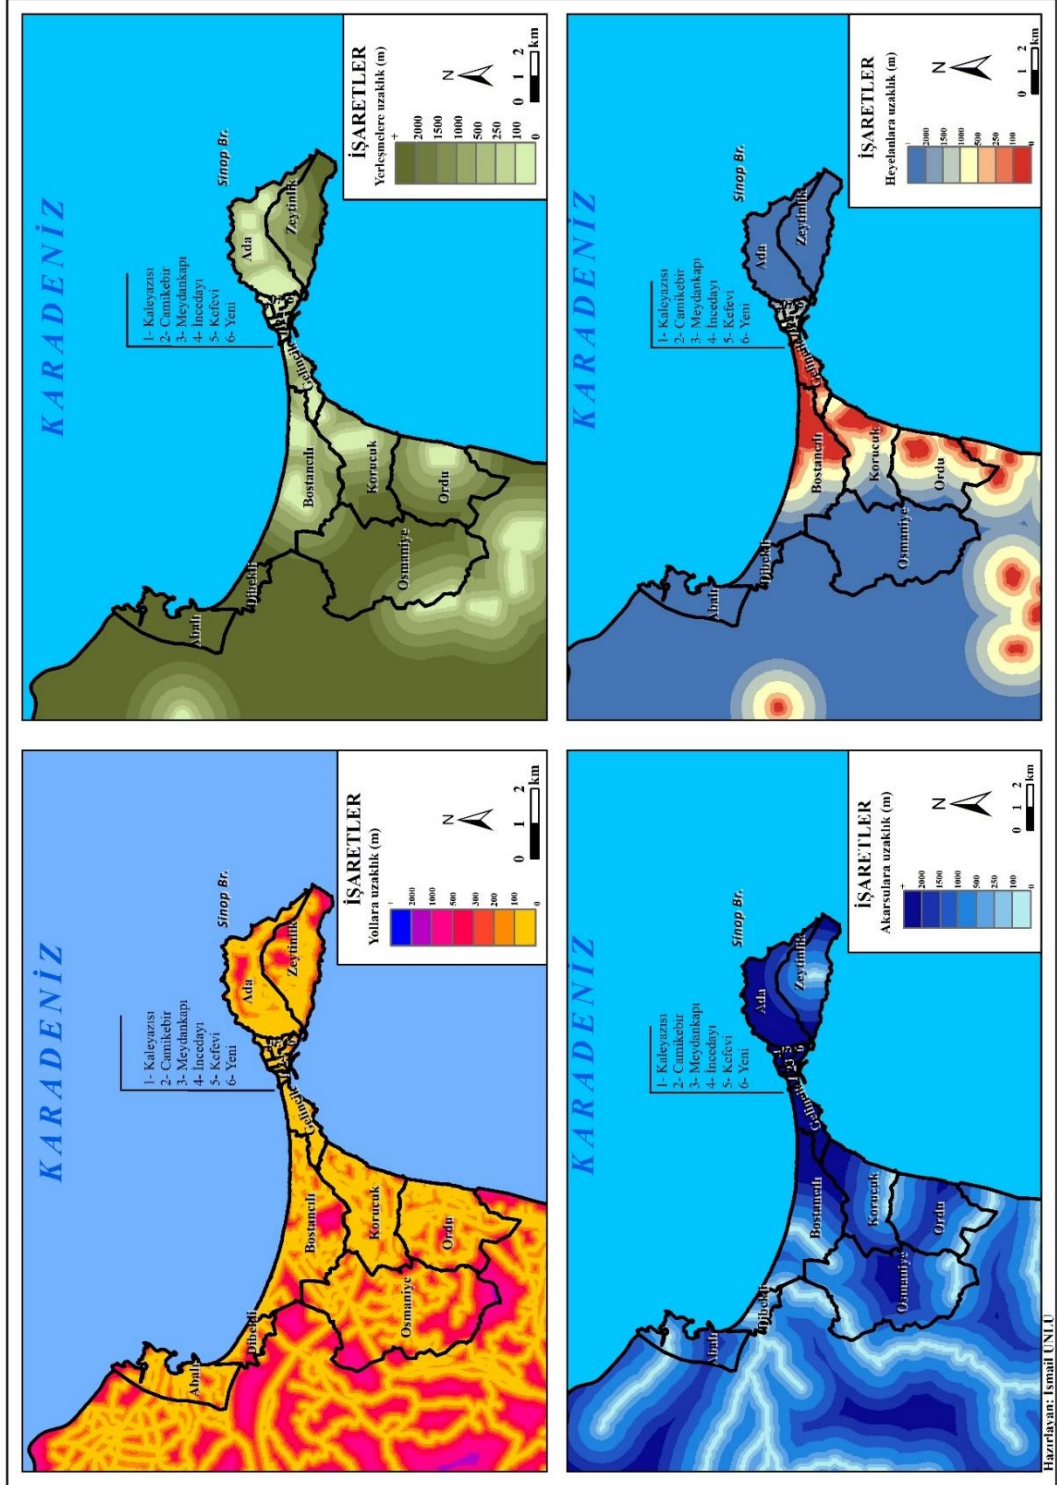 KARADENİZ
1- Kaleyazısı
2- Camikebir
3- Meydankapı
4- İncedayı
5- Kefevi
6- Yeni
Sinop Br.
Ada
Zeytinlik
Gelincik
Bostancılı
Korucuk
Ordu
Osmaniye
Dibekli
Abalı
İŞARETLER
Yollara uzaklık (m)
+
2000
1000
500
300
200
100
0
N
0 1 2
km
KARADENİZ
1- Kaleyazısı
2- Camikebir
3- Meydankapı
4- İncedayı
5- Kefevi
6- Yeni
Sinop Br.
Ada
Zeytinlik
Gelincik
Bostancılı
Korucuk
Ordu
Osmaniye
Dibekli
Abalı
İŞARETLER
Yerleşmelere uzaklık (m)
+
2000
1500
1000
500
250
100
0
N
0 1 2
km
KARADENİZ
1- Kaleyazısı
2- Camikebir
3- Meydankapı
4- İncedayı
5- Kefevi
6- Yeni
Sinop Br.
Ada
Zeytinlik
Gelincik
Bostancılı
Korucuk
Ordu
Osmaniye
Dibekli
Abalı
İŞARETLER
Akarsulara uzaklık (m)
+
2000
1500
1000
500
250
100
0
N
0 1 2
km
KARADENİZ
1- Kaleyazısı
2- Camikebir
3- Meydankapı
4- İncedayı
5- Kefevi
6- Yeni
Sinop Br.
Ada
Zeytinlik
Gelincik
Bostancılı
Korucuk
Ordu
Osmaniye
Dibekli
Abalı
İŞARETLER
Heyelanlara uzaklık (m)
+
2000
1500
1000
500
250
100
0
N
0 1 2
km
Hazırlayan: İsmail ÜNLÜ